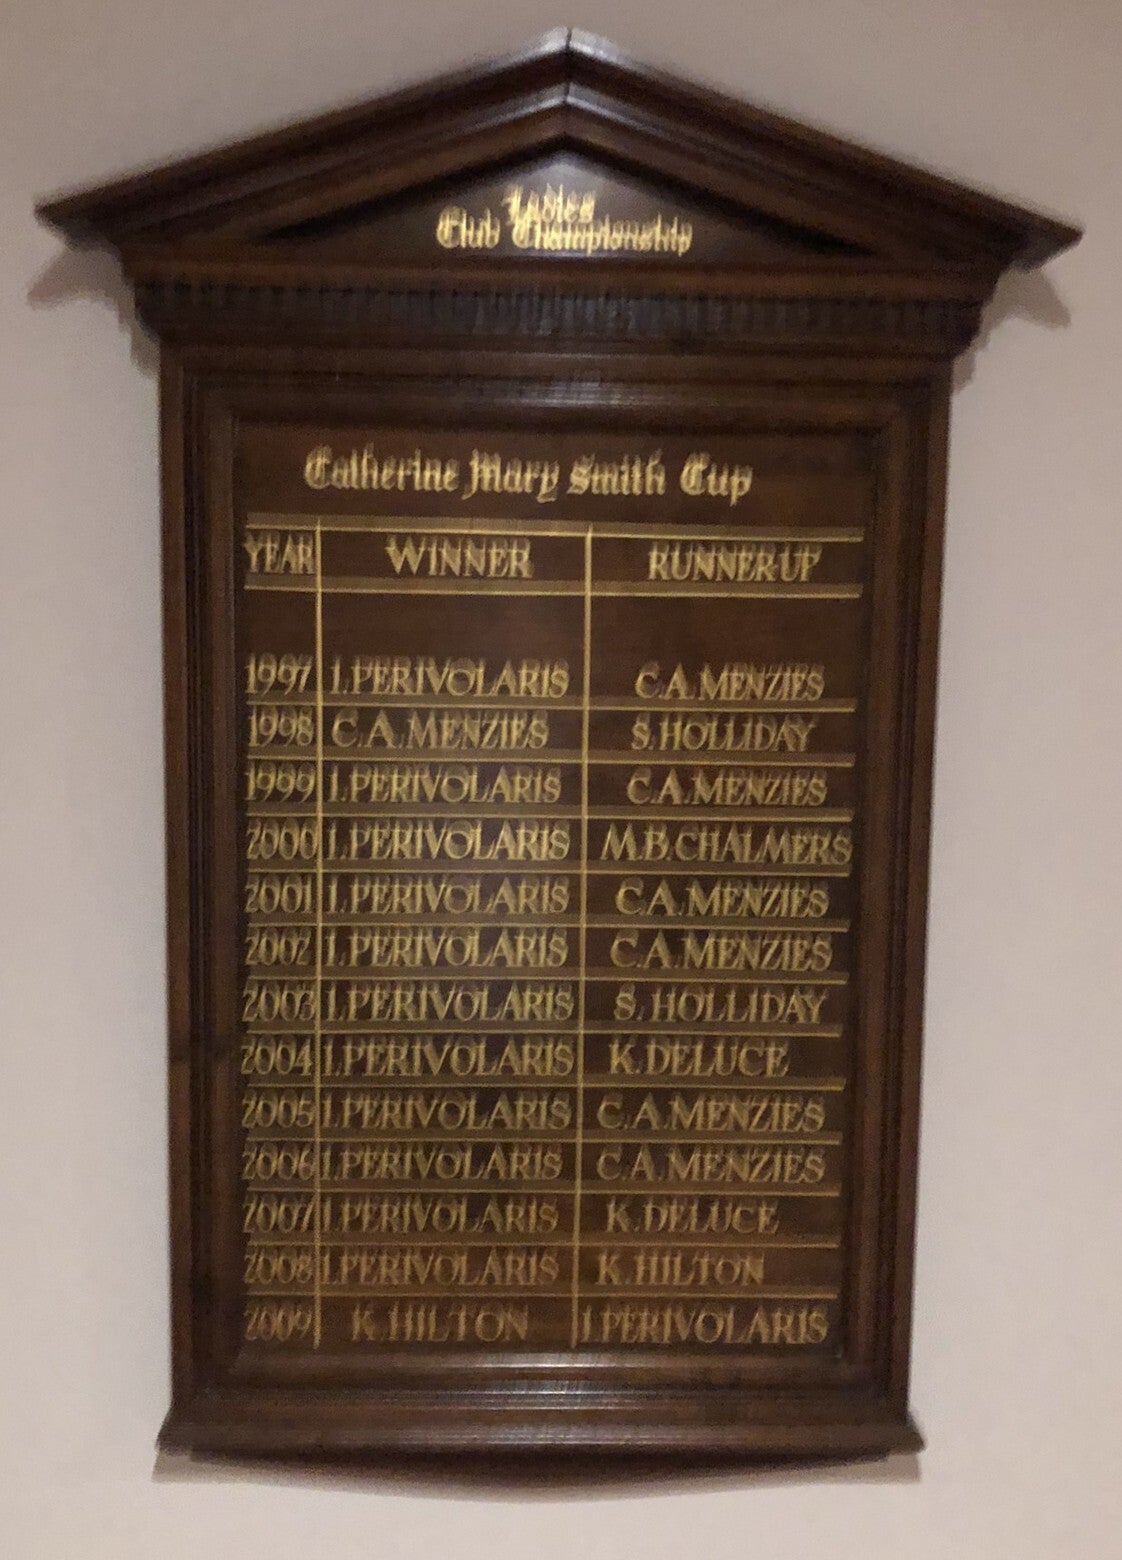 Ladies
Club Championship
Catherine Mary Smith Cup
YEAR WINNER RUNNER-UP
1997 I. PERIVOLARIS C.A. MENZIES
1998 C.A. MENZIES S. HOLLIDAY
1999 I. PERIVOLARIS C.A. MENZIES
2000 I. PERIVOLARIS M.B. CHALMERS
2001 I. PERIVOLARIS C.A. MENZIES
2002 I. PERIVOLARIS C.A. MENZIES
2003 I. PERIVOLARIS S. HOLLIDAY
2004 I. PERIVOLARIS K. DELUCE
2005 I. PERIVOLARIS C.A. MENZIES
2006 I. PERIVOLARIS C.A. MENZIES
2007 I. PERIVOLARIS K. DELUCE
2008 I. PERIVOLARIS K. HILTON
2009 K. HILTON I. PERIVOLARIS